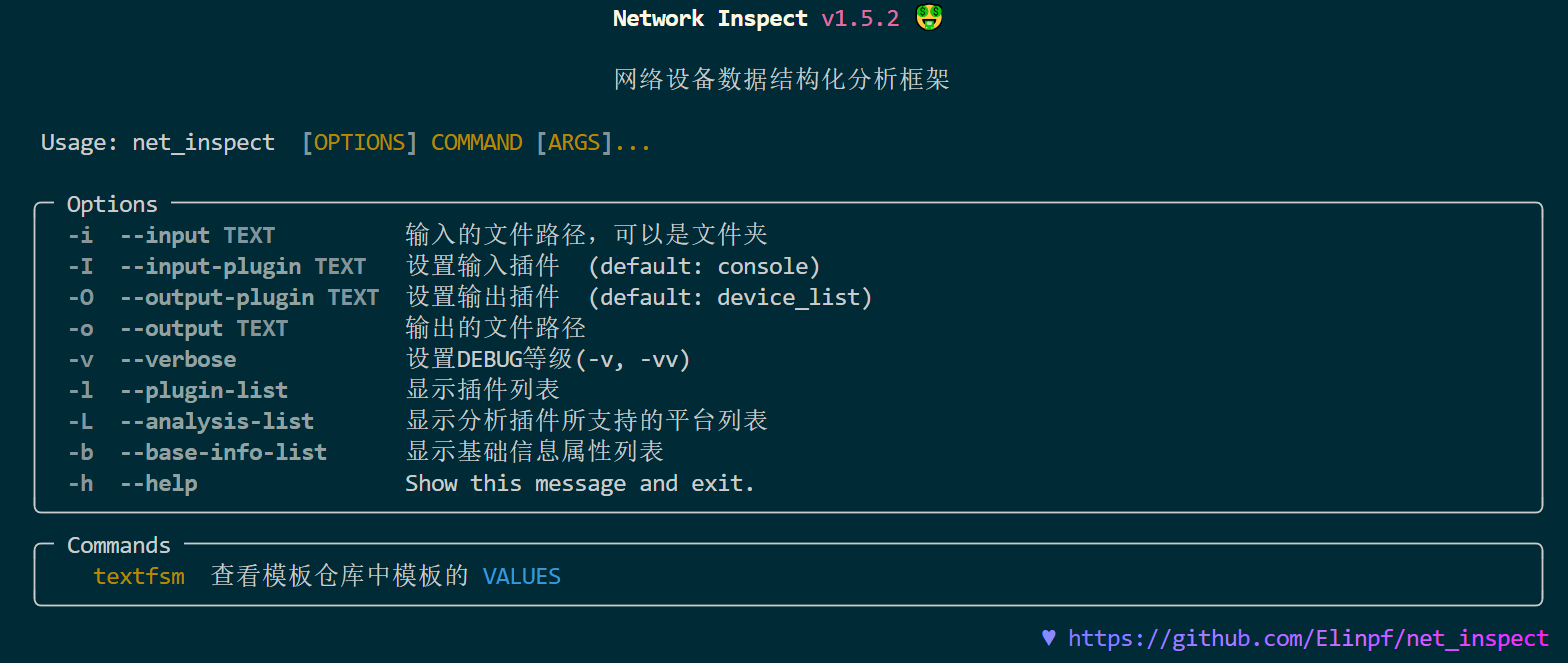 Network Inspect v1.5.2 🤑
网络设备数据结构化分析框架
Usage: net_inspect [OPTIONS] COMMAND [ARGS]...
Options
-i --input TEXT 输入的文件路径，可以是文件夹
-I --input-plugin TEXT 设置输入插件 (default: console)
-O --output-plugin TEXT 设置输出插件 (default: device_list)
-o --output TEXT 输出的文件路径
-v --verbose 设置DEBUG等级(-v, -vv)
-l --plugin-list 显示插件列表
-L --analysis-list 显示分析插件所支持的平台列表
-b --base-info-list 显示基础信息属性列表
-h --help Show this message and exit.
Commands
textfsm 查看模板仓库中模板的 VALUES
♥ https://github.com/Elinpf/net_inspect